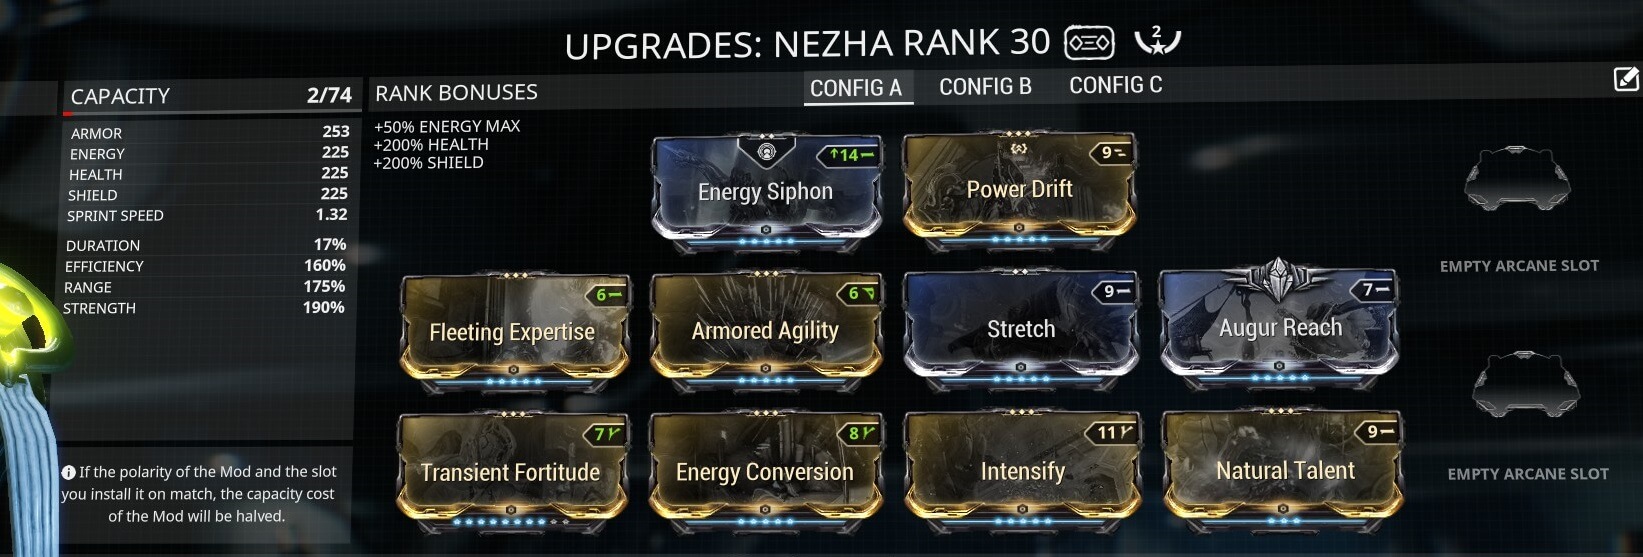 UPGRADES: NEZHA RANK 30
2
CONFIG A CONFIG B CONFIG C
CAPACITY 2/74
ARMOR 253
ENERGY 225
HEALTH 225
SHIELD 225
SPRINT SPEED 1.32
DURATION 17%
EFFICIENCY 160%
RANGE 175%
STRENGTH 190%
RANK BONUSES
+50% ENERGY MAX
+200% HEALTH
+200% SHIELD
14
Energy Siphon
9
Power Drift
6
Fleeting Expertise
6
Armored Agility
9
Stretch
7
Augur Reach
7
Transient Fortitude
8
Energy Conversion
11
Intensify
9
Natural Talent
EMPTY ARCANE SLOT
EMPTY ARCANE SLOT
If the polarity of the Mod and the slot
you install it on match, the capacity cost
of the Mod will be halved.